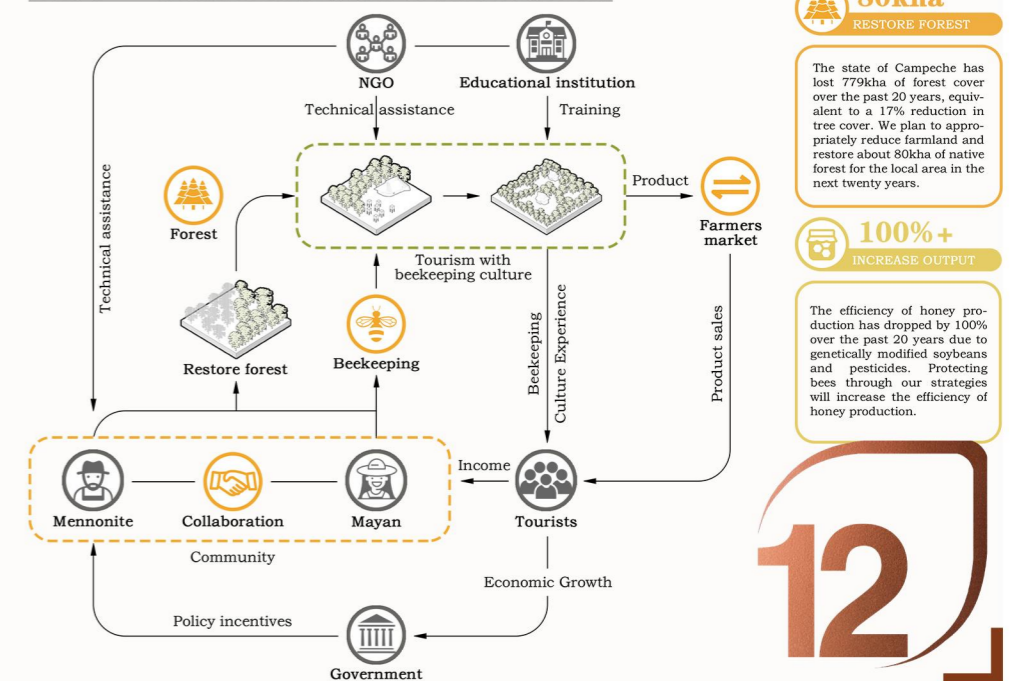 80kha
RESTORE FOREST
NGO
Educational institution
Technical assistance
Training
The state of Campeche has
lost 779kha of forest cover
over the past 20 years, equiv-
alent to a 17% reduction in
tree cover. We plan to appro-
priately reduce farmland and
restore about 80kha of native
forest for the local area in the
next twenty years.
Technical assistance
Forest
Product
Farmers
market
Tourism with
beekeeping culture
100%+
INCREASE OUTPUT
Restore forest
Beekeeping
Beekeeping
Culture Experience
Product sales
The efficiency of honey pro-
duction has dropped by 100%
over the past 20 years due to
genetically modified soybeans
and pesticides. Protecting
bees through our strategies
will increase the efficiency of
honey production.
Mennonite
Collaboration
Mayan
Income
Tourists
Community
Economic Growth
Policy incentives
Government
12